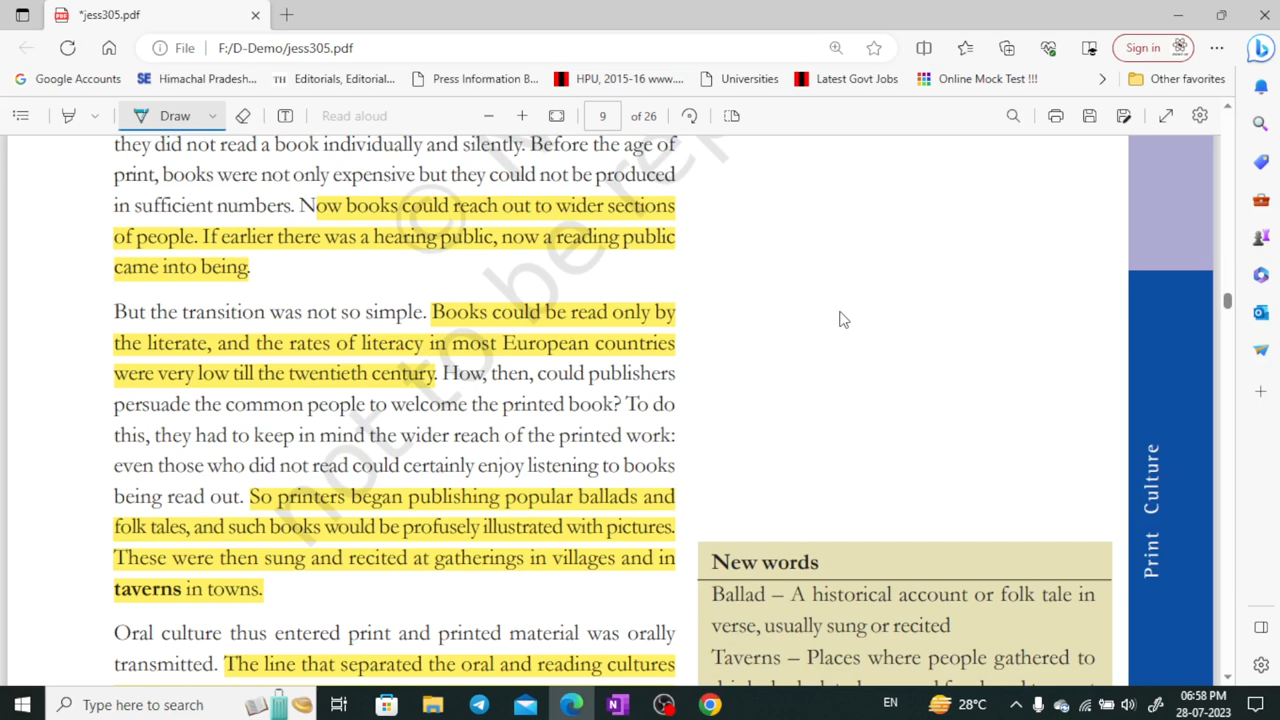 *jess305.pdf
File F:/D-Demo/jess305.pdf
Sign in
Google Accounts
SE Himachal Pradesh...
TH Editorials, Editorial...
Press Information B...
HPU, 2015-16 www....
Universities
Latest Govt Jobs
Online Mock Test !!!
Other favorites
Draw
Read aloud
9 of 26
they did not read a book individually and silently. Before the age of
print, books were not only expensive but they could not be produced
in sufficient numbers. Now books could reach out to wider sections
of people. If earlier there was a hearing public, now a reading public
came into being.
But the transition was not so simple. Books could be read only by
the literate, and the rates of literacy in most European countries
were very low till the twentieth century. How, then, could publishers
persuade the common people to welcome the printed book? To do
this, they had to keep in mind the wider reach of the printed work:
even those who did not read could certainly enjoy listening to books
being read out. So printers began publishing popular ballads and
folk tales, and such books would be profusely illustrated with pictures.
These were then sung and recited at gatherings in villages and in
taverns in towns.
Oral culture thus entered print and printed material was orally
transmitted. The line that separated the oral and reading cultures
© N
not to be rep
New words
Ballad – A historical account or folk tale in
verse, usually sung or recited
Taverns – Places where people gathered to
Print Culture
Type here to search
EN
28°C
06:58 PM
28-07-2023